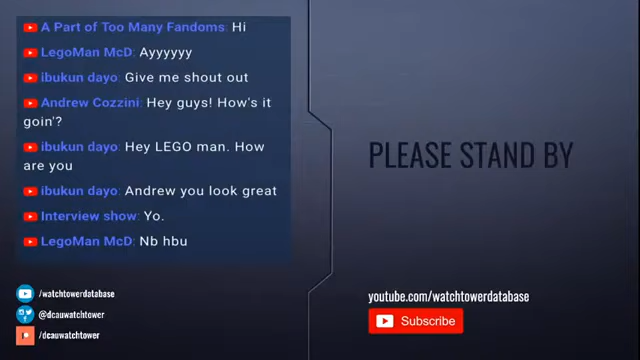 A Part of Too Many Fandoms: Hi
LegoMan McD: Ayyyyyy
ibukun dayo: Give me shout out
Andrew Cozzini: Hey guys! How's it
goin'?
ibukun dayo: Hey LEGO man. How
are you
ibukun dayo: Andrew you look great
Interview show: Yo.
LegoMan McD: Nb hbu
PLEASE STAND BY
/watchtowerdatabase
@dcauwatchtower
/dcauwatchtower
youtube.com/watchtowerdatabase
Subscribe